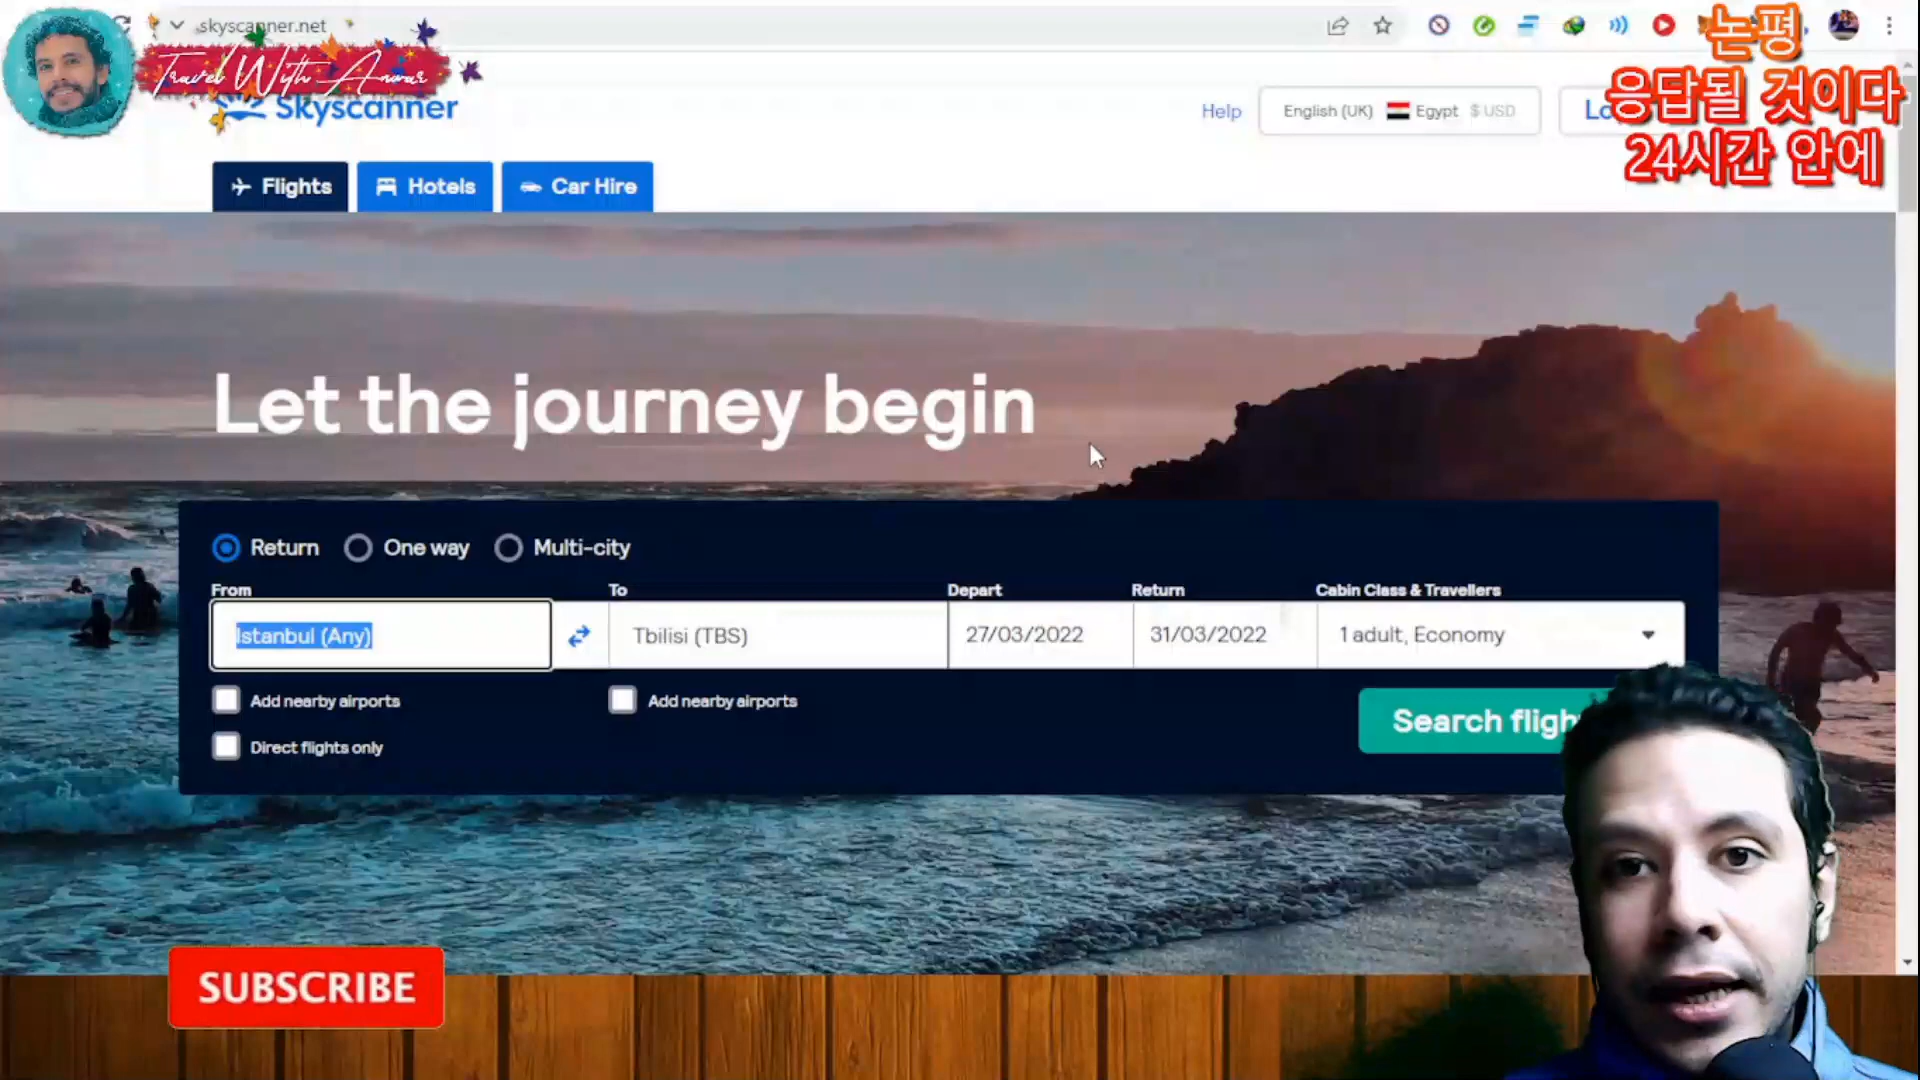 skyscanner.net
Travel With Anwar
논평
응답될 것이다
24시간 안에
Skyscanner
Help
English (UK) Egypt $ USD
Flights
Hotels
Car Hire
Let the journey begin
Return
One way
Multi-city
From
To
Depart
Return
Cabin Class & Travellers
Istanbul (Any)
Tbilisi (TBS)
27/03/2022
31/03/2022
1 adult, Economy
Add nearby airports
Add nearby airports
Direct flights only
Search
SUBSCRIBE